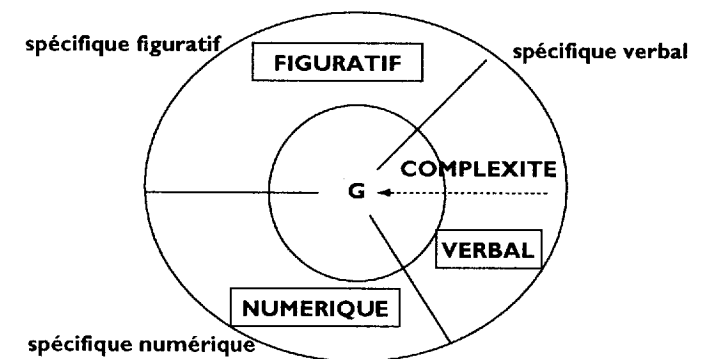 spécifique figuratif
FIGURATIF
spécifique verbal
COMPLEXITE
G
VERBAL
NUMERIQUE
spécifique numérique